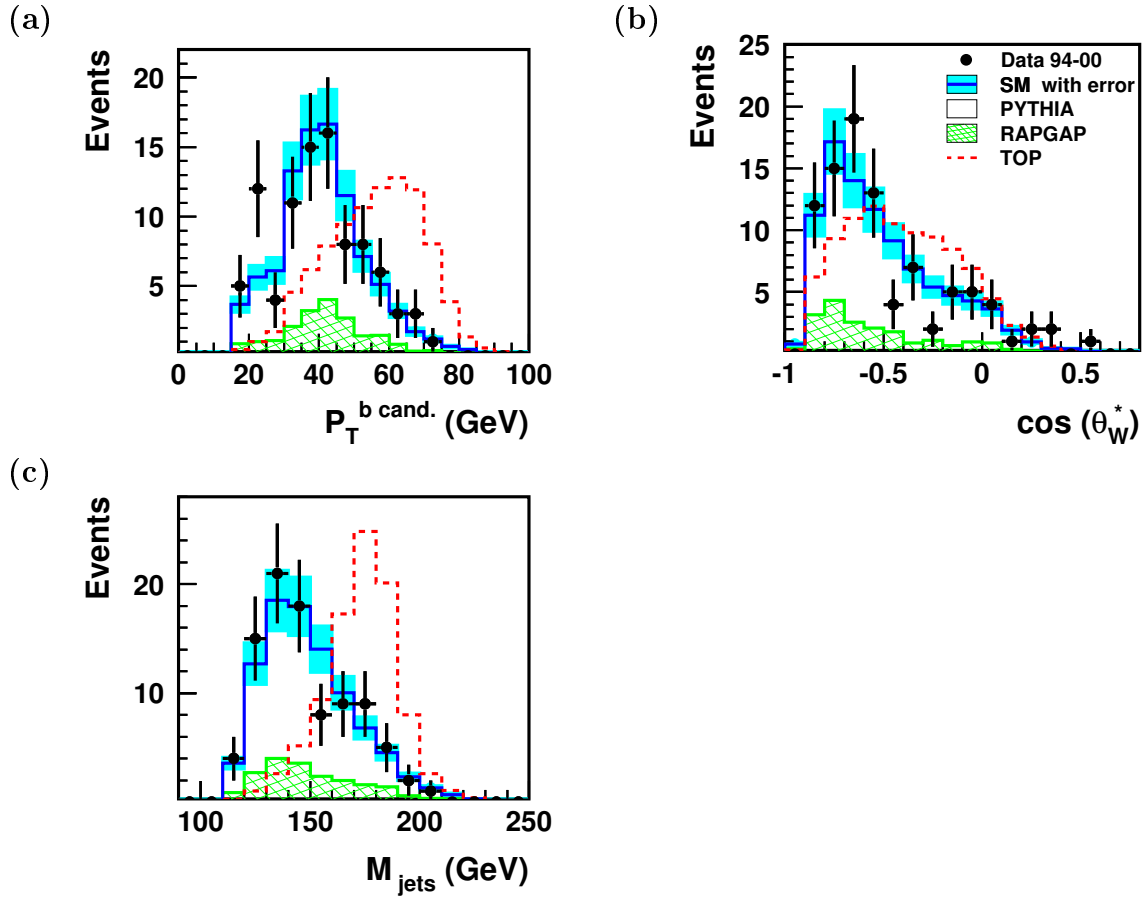 (a)
Events
20
15
10
5
0 20 40 60 80 100
P_T^b cand. (GeV)
(b)
Events
25
20
15
10
5
-1 -0.5 0 0.5
cos (θ_W^*)
Data 94-00
SM with error
PYTHIA
RAPGAP
TOP
(c)
Events
20
10
100 150 200 250
M_jets (GeV)